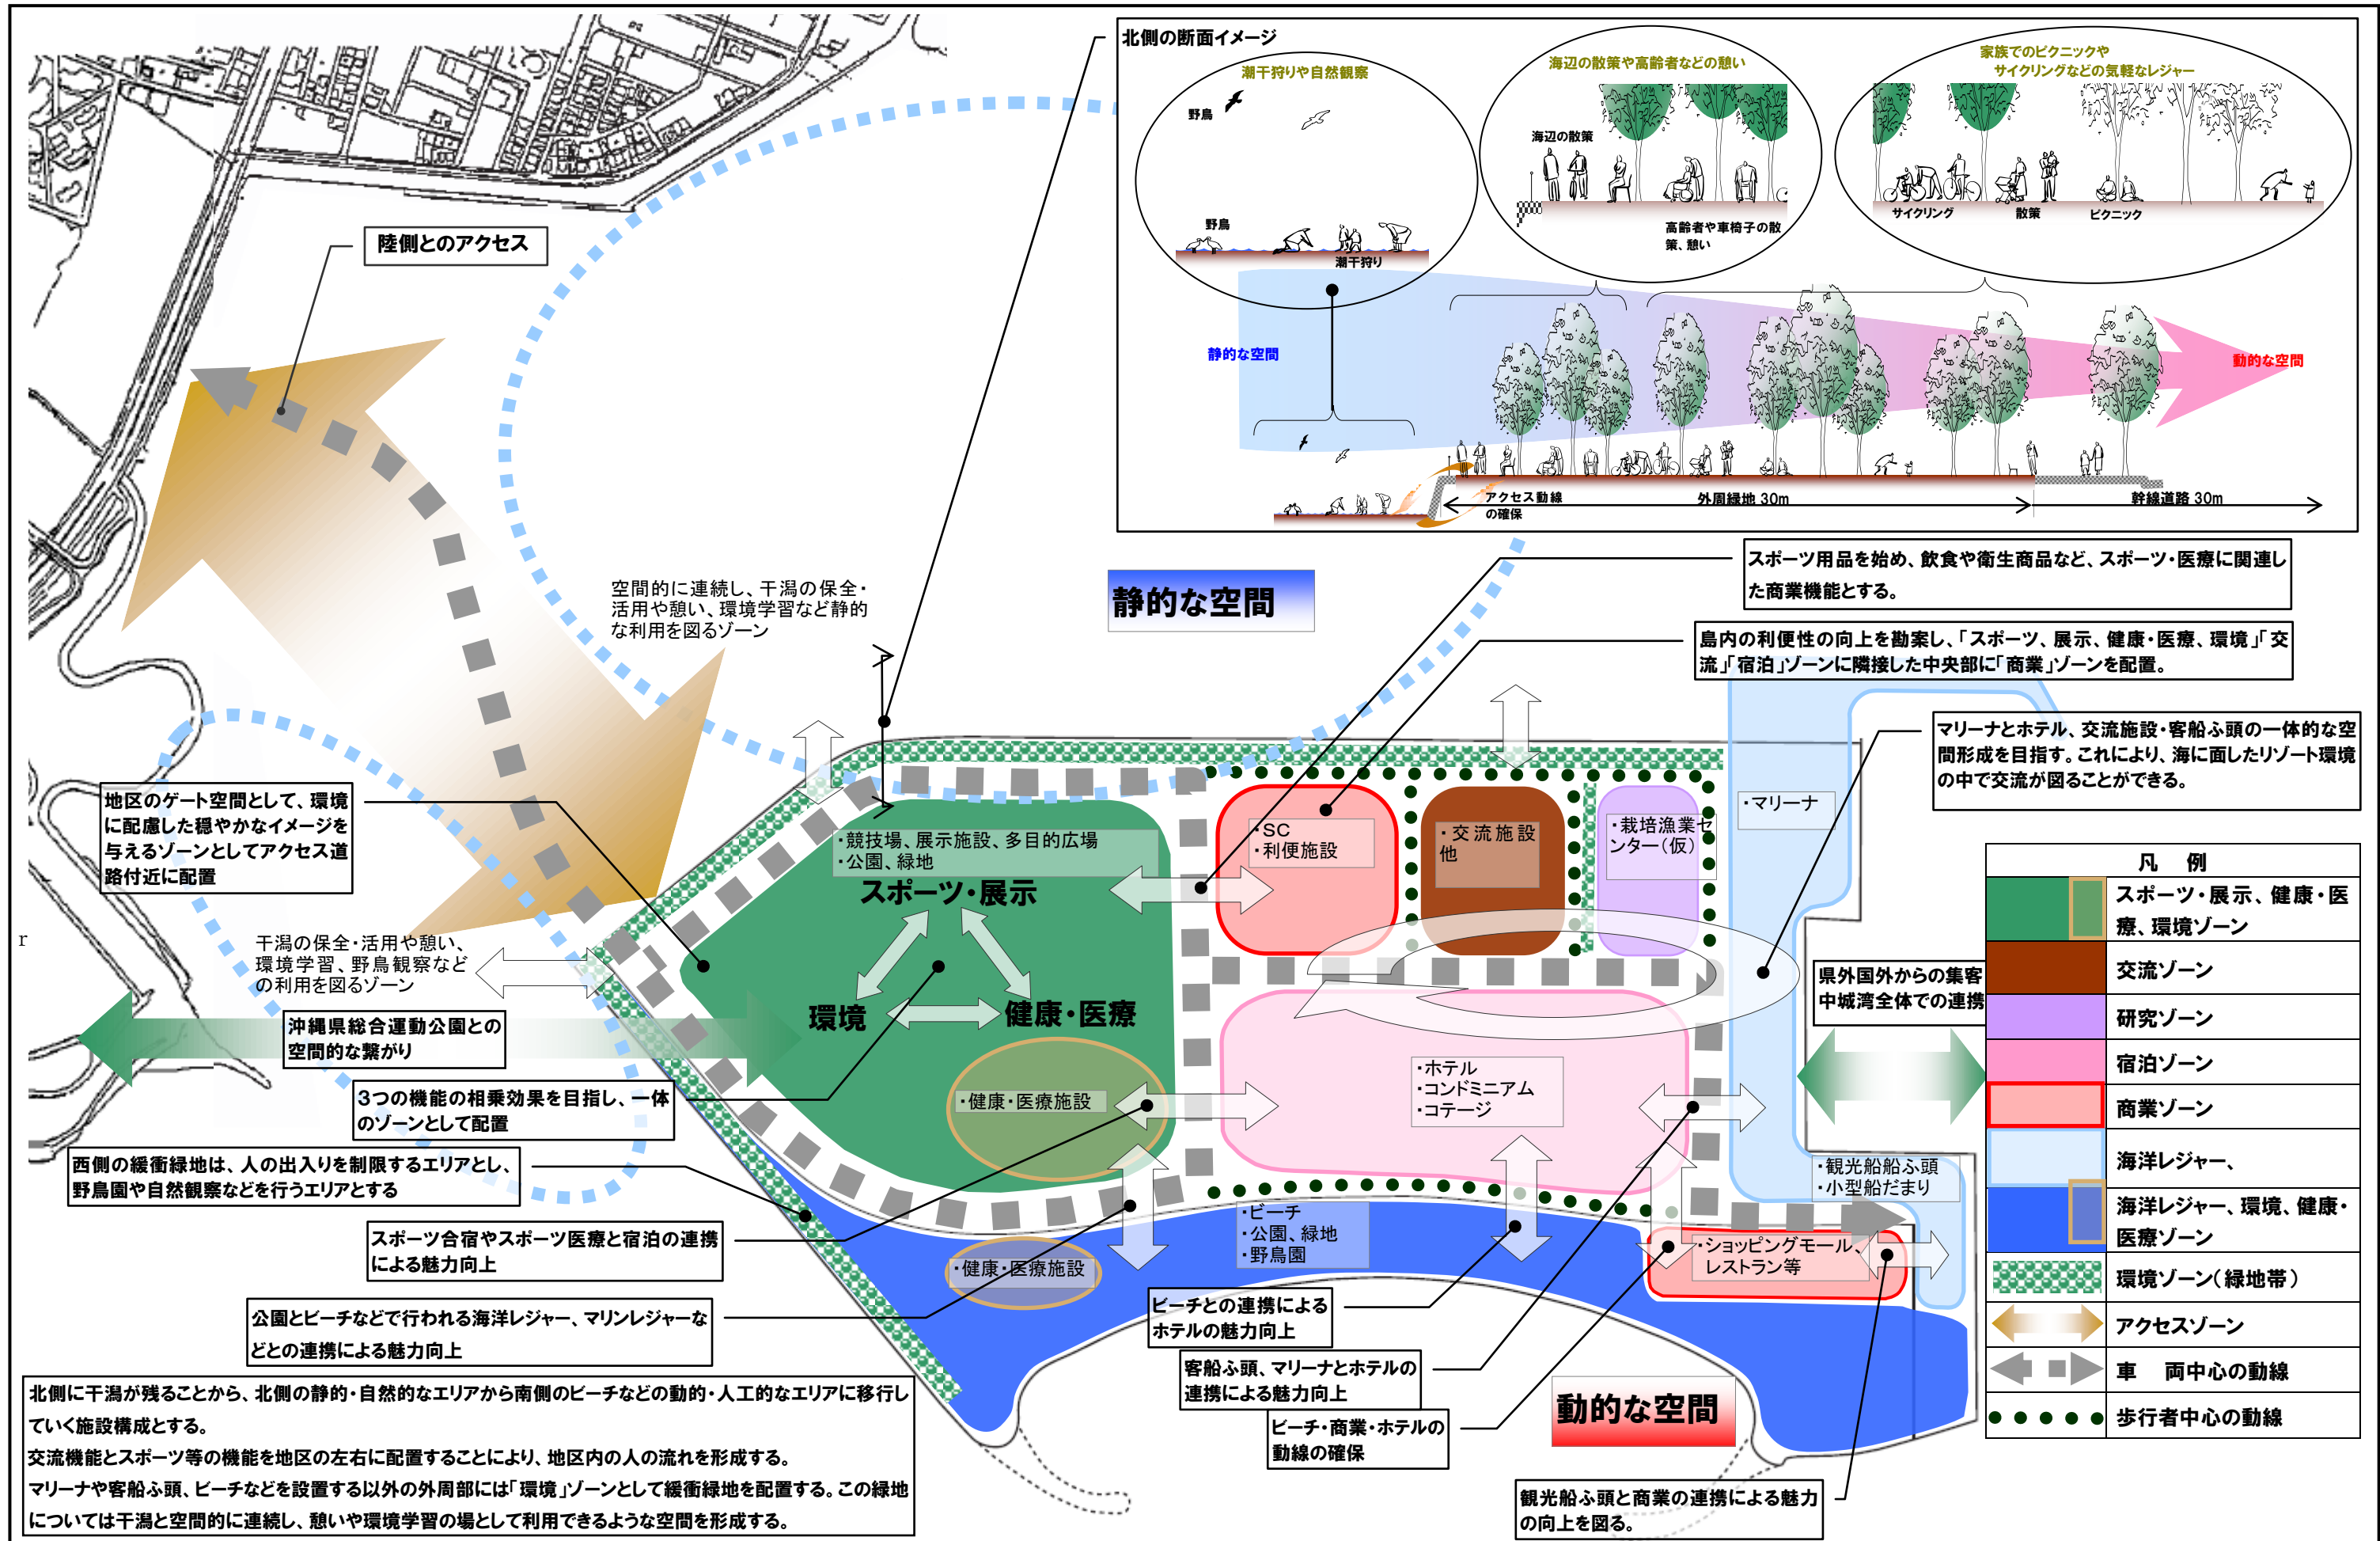 北側の断面イメージ
潮干狩りや自然観察
野鳥
野鳥
潮干狩り
海辺の散策や高齢者などの憩い
海辺の散策
高齢者や車椅子の散
策、憩い
家族でのピクニックや
サイクリングなどの気軽なレジャー
サイクリング
散策
ピクニック
静的な空間
動的な空間
アクセス動線
の確保
外周緑地 30m
幹線道路 30m
陸側とのアクセス
空間的に連続し、干潟の保全・
活用や憩い、環境学習など静的
な利用を図るゾーン
静的な空間
スポーツ用品を始め、飲食や衛生商品など、スポーツ・医療に関連し
た商業機能とする。
島内の利便性の向上を勘案し、「スポーツ、展示、健康・医療、環境」「交
流」「宿泊」ゾーンに隣接した中央部に「商業」ゾーンを配置。
マリーナとホテル、交流施設・客船ふ頭の一体的な空
間形成を目指す。これにより、海に面したリゾート環境
の中で交流が図ることができる。
地区のゲート空間として、環境
に配慮した穏やかなイメージを
与えるゾーンとしてアクセス道
路付近に配置
・競技場、展示施設、多目的広場
・公園、緑地
スポーツ・展示
環境
健康・医療
・健康・医療施設
・SC
・利便施設
・交流施設
他
・栽培漁業セ
ンター(仮)
・マリーナ
r
干潟の保全・活用や憩い、
環境学習、野鳥観察など
の利用を図るゾーン
沖縄県総合運動公園との
空間的な繋がり
3つの機能の相乗効果を目指し、一体
のゾーンとして配置
西側の緩衝緑地は、人の出入りを制限するエリアとし、
野鳥園や自然観察などを行うエリアとする
スポーツ合宿やスポーツ医療と宿泊の連携
による魅力向上
公園とビーチなどで行われる海洋レジャー、マリンレジャーな
どとの連携による魅力向上
・ホテル
・コンドミニアム
・コテージ
県外国外からの集客
中城湾全体での連携
・観光船船ふ頭
・小型船だまり
・ビーチ
・公園、緑地
・野鳥園
・健康・医療施設
・ショッピングモール、
レストラン等
ビーチとの連携による
ホテルの魅力向上
客船ふ頭、マリーナとホテルの
連携による魅力向上
ビーチ・商業・ホテルの
動線の確保
動的な空間
観光船ふ頭と商業の連携による魅力
の向上を図る。
北側に干潟が残ることから、北側の静的・自然的なエリアから南側のビーチなどの動的・人工的なエリアに移行し
ていく施設構成とする。
交流機能とスポーツ等の機能を地区の左右に配置することにより、地区内の人の流れを形成する。
マリーナや客船ふ頭、ビーチなどを設置する以外の外周部には「環境」ゾーンとして緩衝緑地を配置する。この緑地
については干潟と空間的に連続し、憩いや環境学習の場として利用できるような空間を形成する。
凡 例
スポーツ・展示、健康・医
療、環境ゾーン
交流ゾーン
研究ゾーン
宿泊ゾーン
商業ゾーン
海洋レジャー、
海洋レジャー、環境、健康・
医療ゾーン
環境ゾーン(緑地帯)
アクセスゾーン
車 両中心の動線
歩行者中心の動線